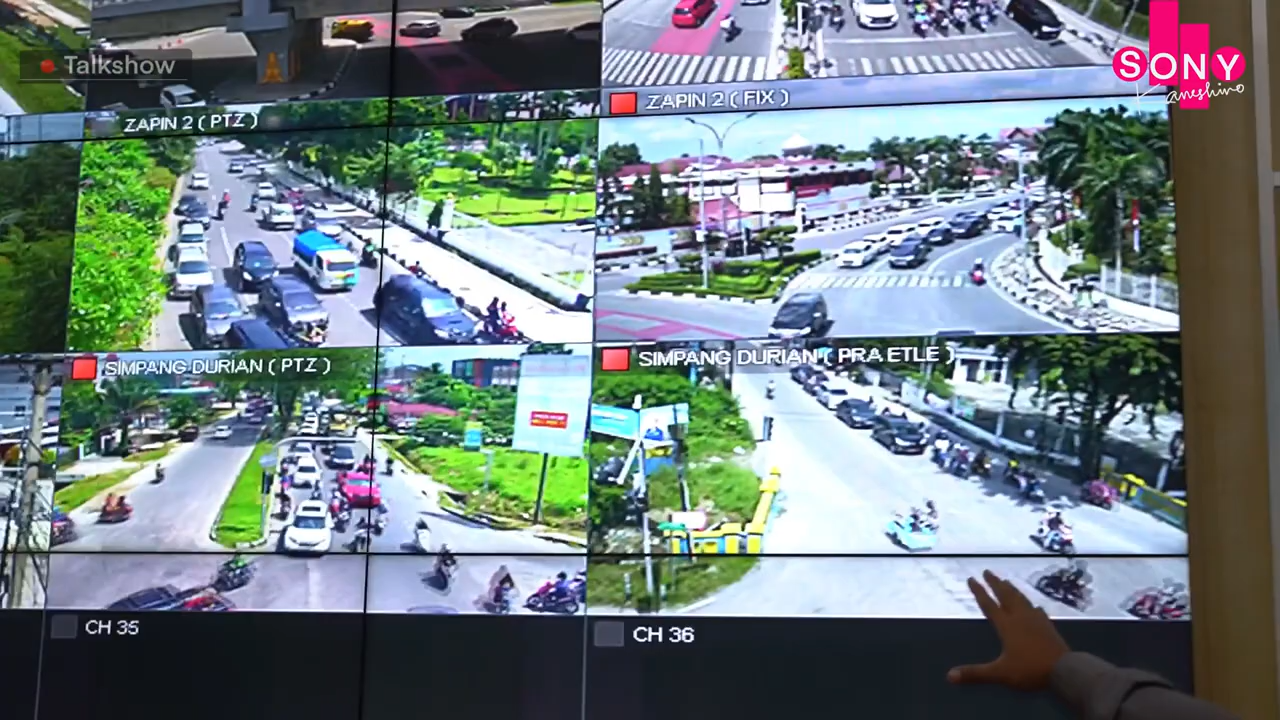 Talkshow
SONY
Kaneshiro
ZAPIN 2 ( PTZ )
ZAPIN 2 ( FIX )
SIMPANG DURIAN ( PTZ )
SIMPANG DURIAN ( PRA ETLE )
CH 35
CH 36